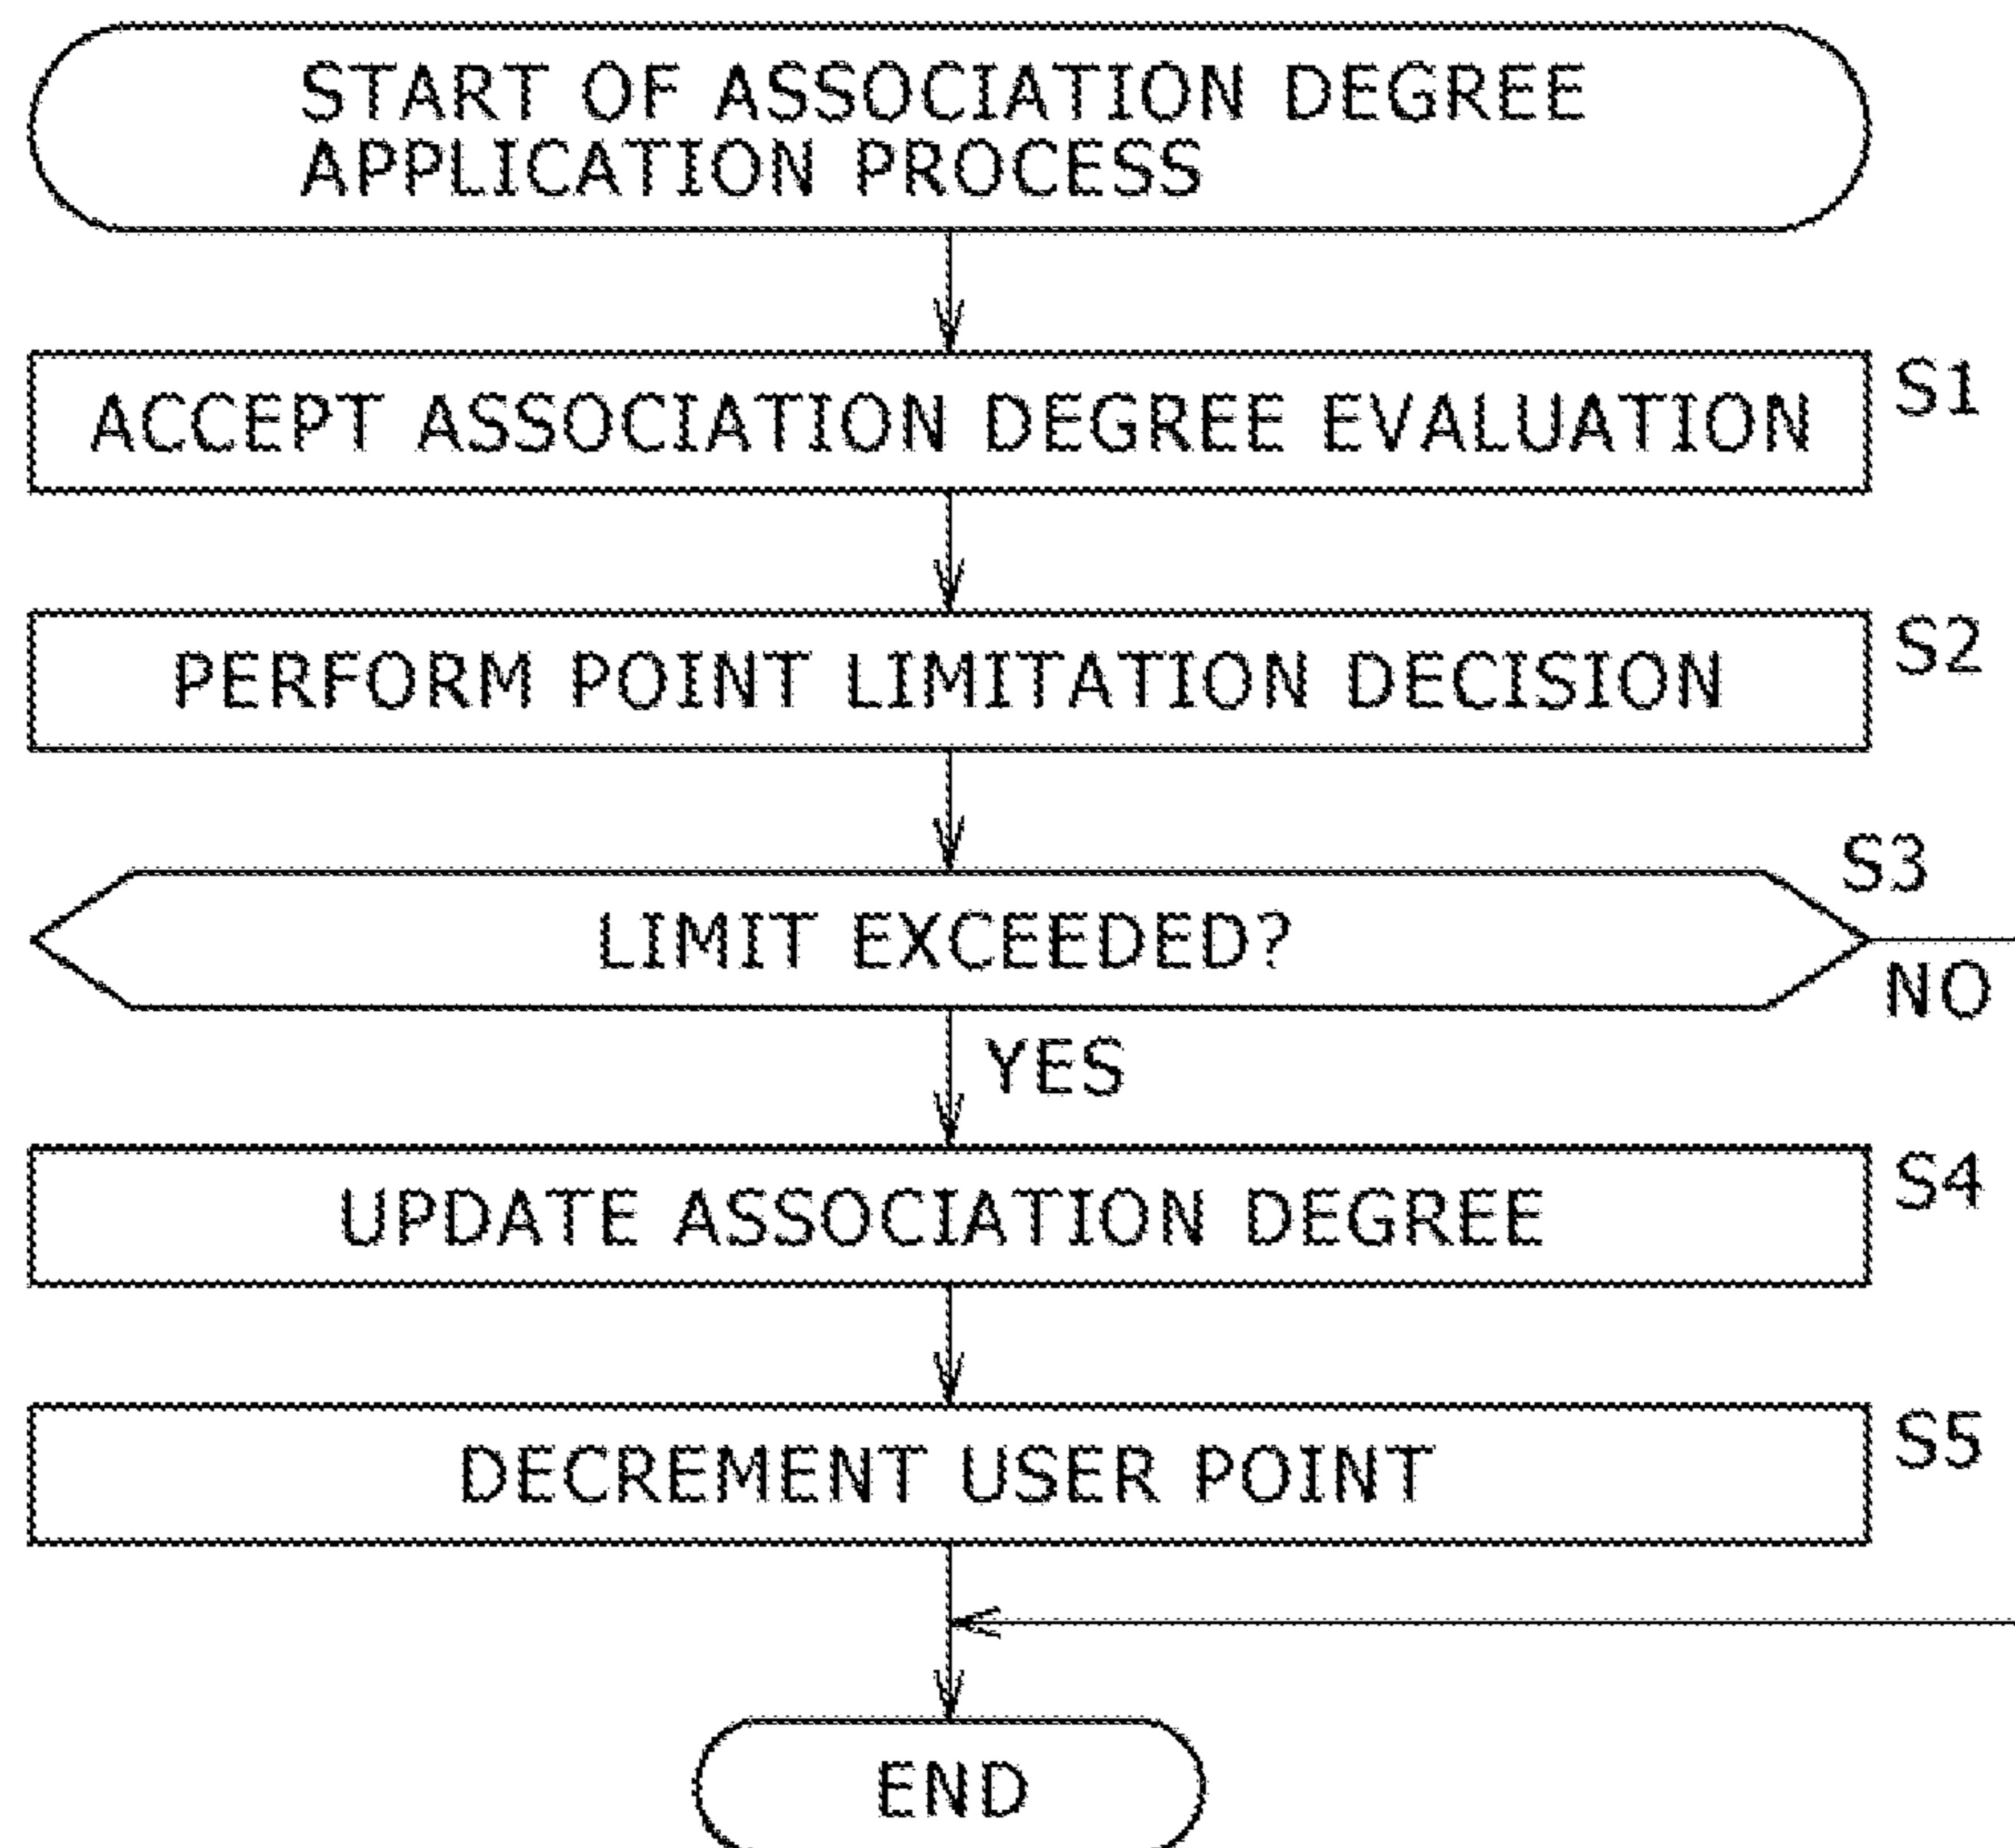 START OF ASSOCIATION DEGREE
APPLICATION PROCESS
ACCEPT ASSOCIATION DEGREE EVALUATION
S1
PERFORM POINT LIMITATION DECISION
S2
S3
LIMIT EXCEEDED?
NO
YES
UPDATE ASSOCIATION DEGREE
S4
DECREMENT USER POINT
S5
END